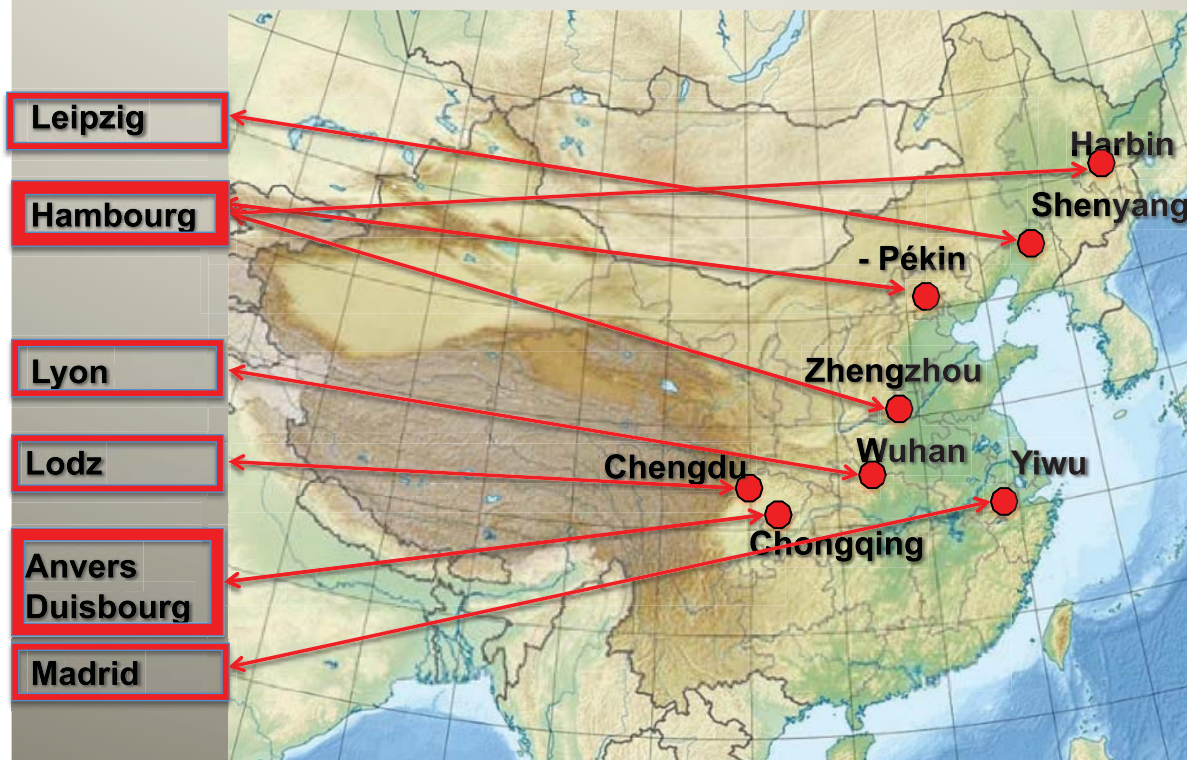 Leipzig
Hambourg
Lyon
Lodz
Anvers
Duisbourg
Madrid
Harbin
Shenyang
- Pékin
Zhengzhou
Wuhan
Yiwu
Chengdu
Chongqing